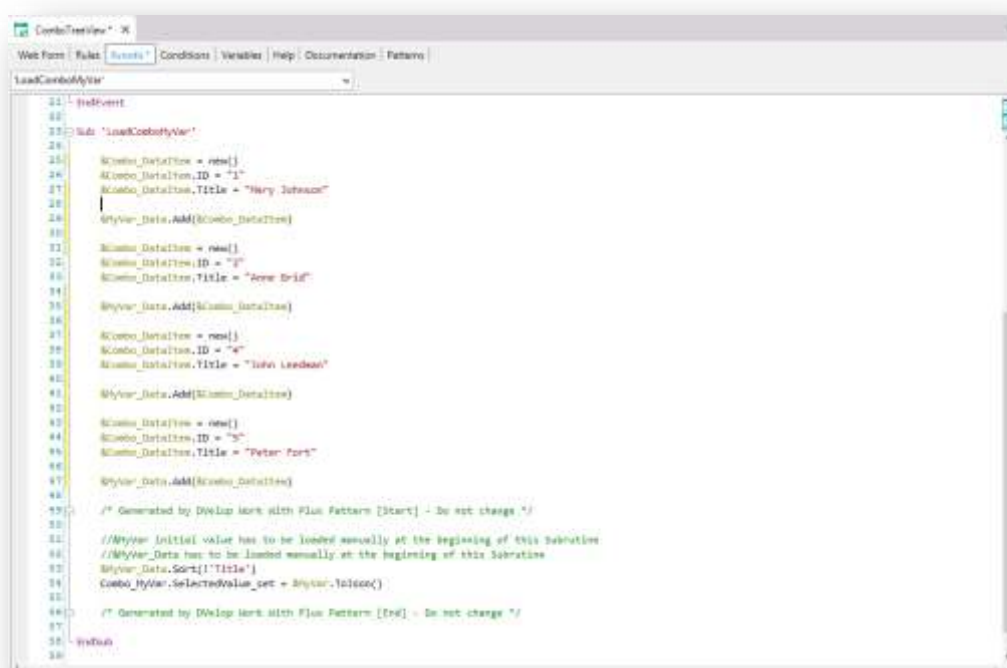 ComboTreeView * X
Web Form | Rules | Events * | Conditions | Variables | Help | Documentation | Patterns |
'LoadComboMyVar'
21 EndEvent
22
23 Sub 'LoadComboMyVar'
24
25 &Combo_DataItem = new()
26 &Combo_DataItem.ID = "1"
27 &Combo_DataItem.Title = "Mery Johnson"
28
29 &MyVar_Data.Add(&Combo_DataItem)
30
31 &Combo_DataItem = new()
32 &Combo_DataItem.ID = "2"
33 &Combo_DataItem.Title = "Anne Brid"
34
35 &MyVar_Data.Add(&Combo_DataItem)
36
37 &Combo_DataItem = new()
38 &Combo_DataItem.ID = "4"
39 &Combo_DataItem.Title = "John Leedman"
40
41 &MyVar_Data.Add(&Combo_DataItem)
42
43 &Combo_DataItem = new()
44 &Combo_DataItem.ID = "5"
45 &Combo_DataItem.Title = "Peter Fort"
46
47 &MyVar_Data.Add(&Combo_DataItem)
48
49 /* Generated by DVelop Work With Plus Pattern [Start] - Do not change */
50
51 //&MyVar initial value has to be loaded manually at the beginning of this Subrutine
52 //&MyVar_Data has to be loaded manually at the beginning of this Subrutine
53 &MyVar_Data.Sort(!'Title')
54 Combo_MyVar.SelectedValue_set = &MyVar.ToJson()
55
56 /* Generated by DVelop Work With Plus Pattern [End] - Do not change */
57
58 EndSub
59